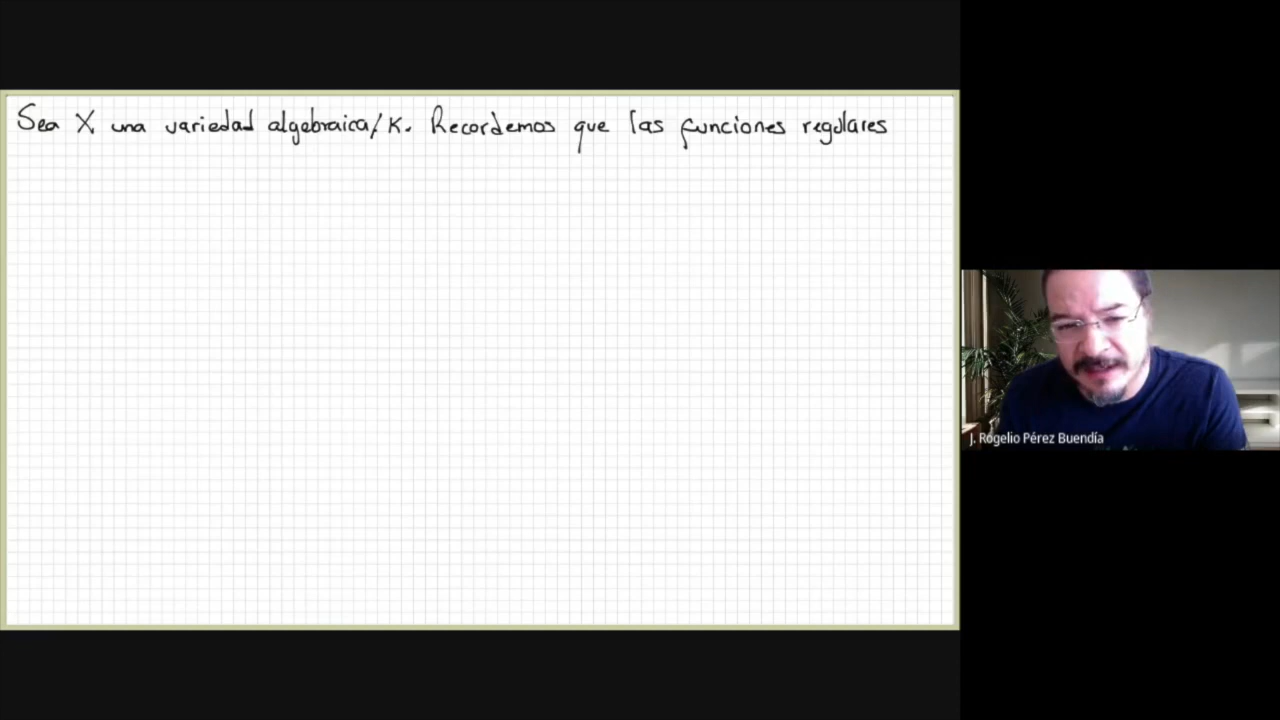 Sea X una variedad algebraica/K. Recordemos que las funciones regulares
J. Rogelio Pérez Buendía